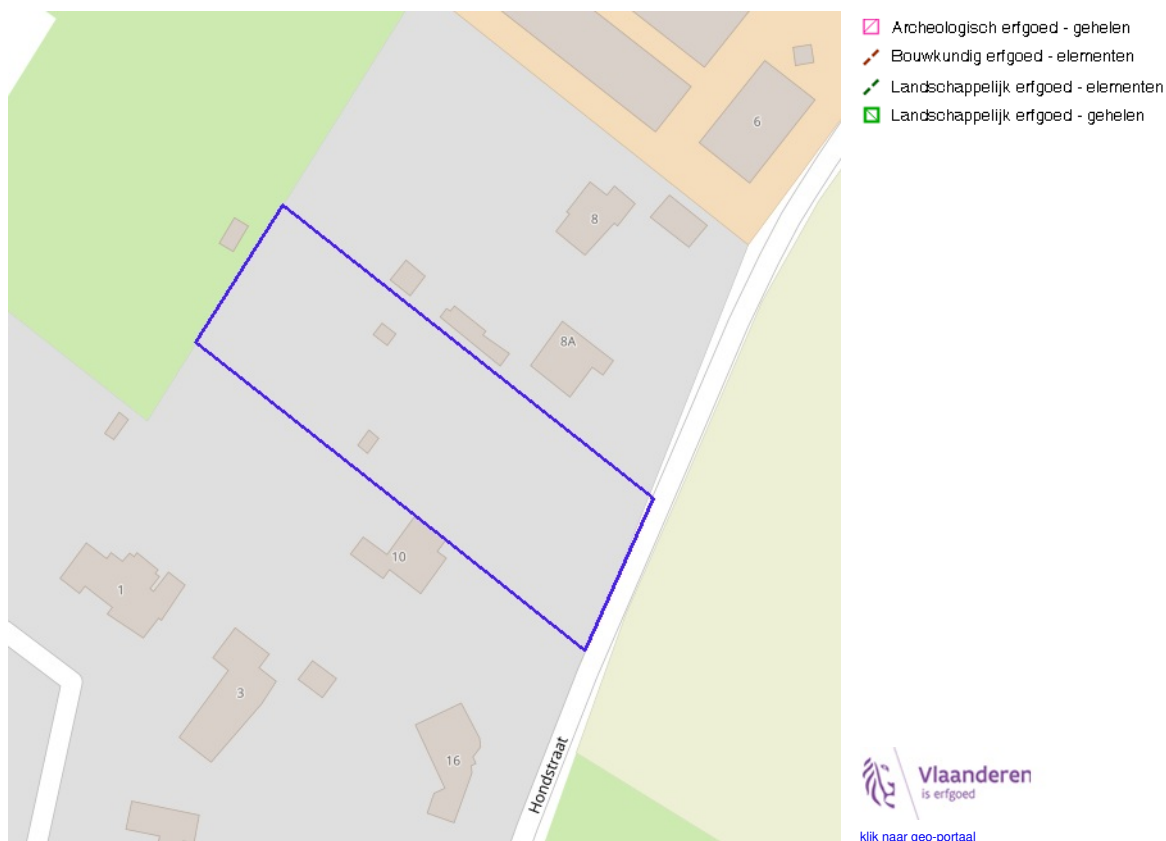 Archeologisch erfgoed - gehelen
Bouwkundig erfgoed - elementen
Landschappelijk erfgoed - elementen
Landschappelijk erfgoed - gehelen
6
8
8A
10
1
3
16
Hondstraat
Vlaanderen
is erfgoed
klik naar geo-portaal